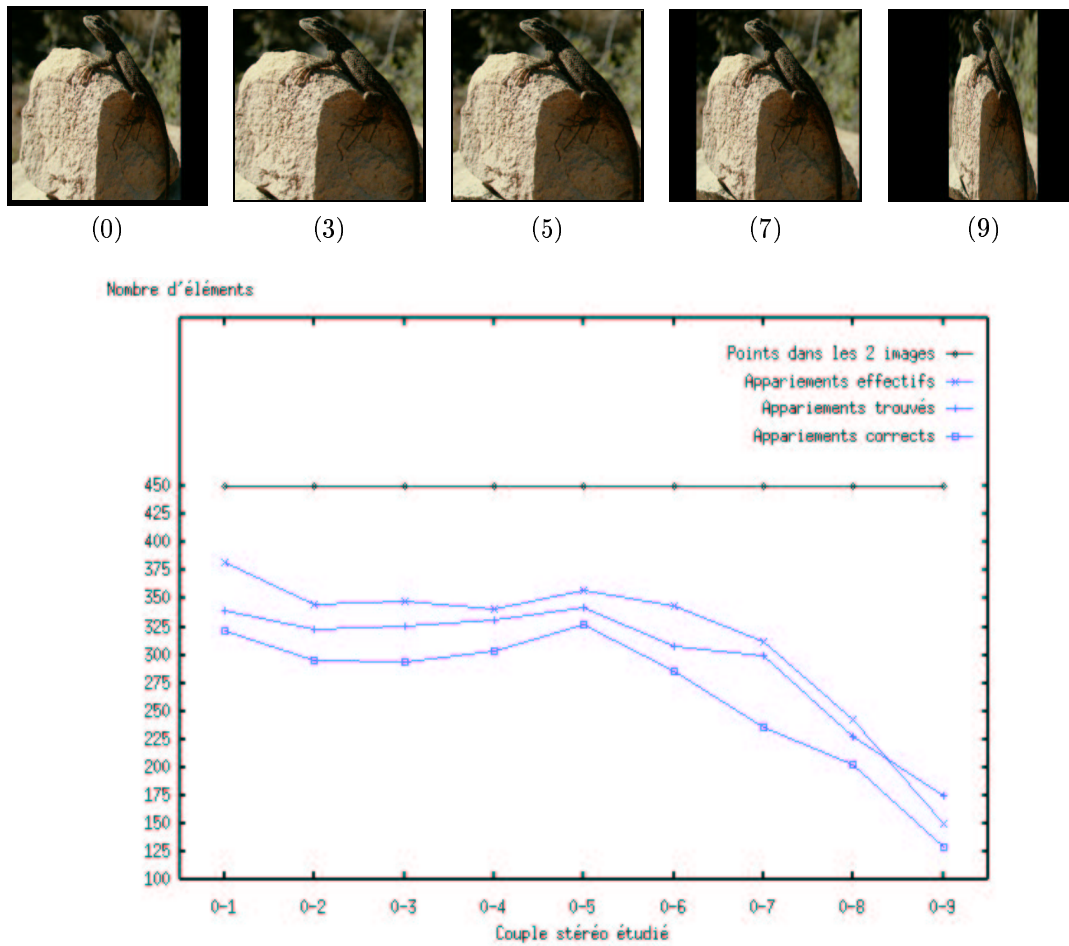 (0) (3) (5) (7) (9)
Nombre d'éléments
Points dans les 2 images
Appariements effectifs
Appariements trouvés
Appariements corrects
450
425
400
375
350
325
300
275
250
225
200
175
150
125
100
0-1 0-2 0-3 0-4 0-5 0-6 0-7 0-8 0-9
Couple stéréo étudié